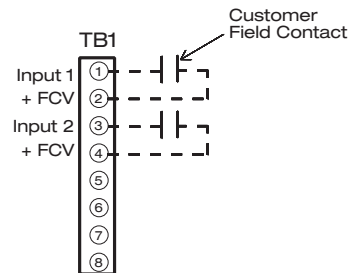 Customer
Field Contact
TB1
Input 1 1
+ FCV 2
Input 2 3
+ FCV 4
5
6
7
8